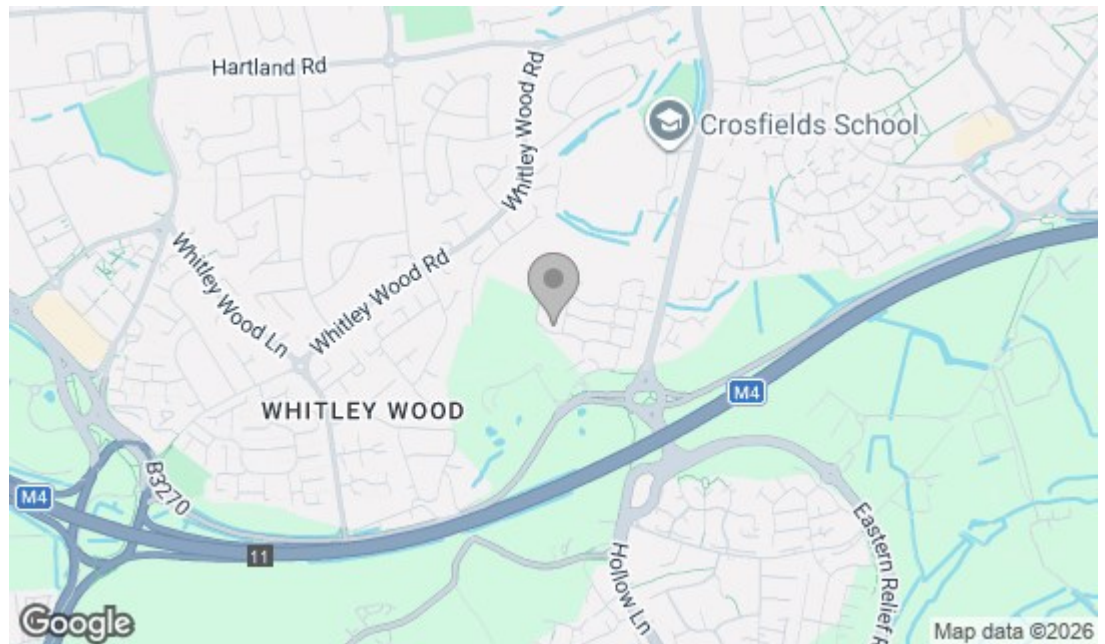 Hartland Rd
Whitley Wood Rd
Crosfields School
Whitley Wood Ln
Whitley Wood Rd
M4
WHITLEY WOOD
B3270
M4
11
Hollow Ln
Eastern Relief R
Google
Map data ©2026